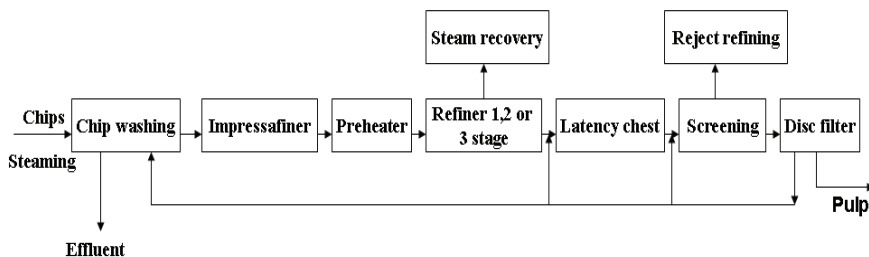 Steam recovery
Reject refining
Chips
Steaming
Chip washing
Impressafiner
Preheater
Refiner 1,2 or
3 stage
Latency chest
Screening
Disc filter
Pulp
Effluent